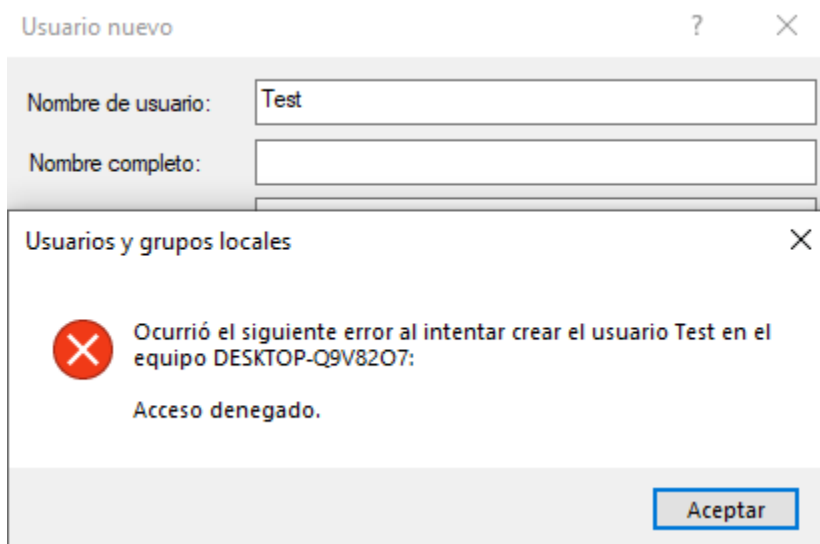 Usuario nuevo
?
Nombre de usuario:
Test
Nombre completo:
Usuarios y grupos locales
Ocurrió el siguiente error al intentar crear el usuario Test en el
equipo DESKTOP-Q9V82O7:
Acceso denegado.
Aceptar